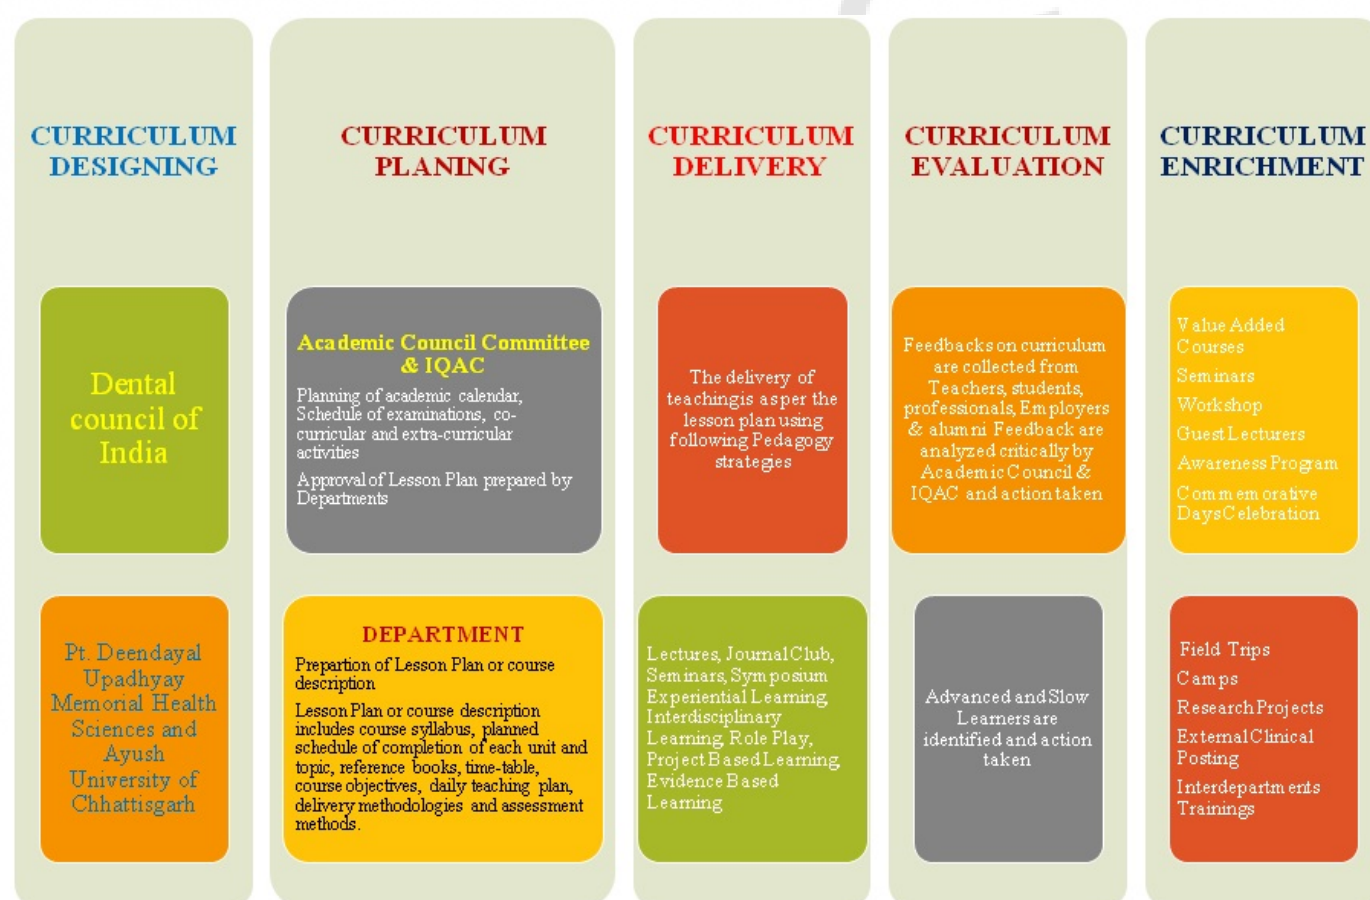 CURRICULUM
DESIGNING
Dental
council of
India
Pt. Deendayal
Upadhyay
Memorial Health
Sciences and
Ayush
University of
Chhattisgarh
CURRICULUM
PLANING
Academic Council Committee
& IQAC
Planning of academic calendar,
Schedule of examinations, co-
curricular and extra-curricular
activities
Approval of Lesson Plan prepared by
Departments
DEPARTMENT
Prepartion of Lesson Plan or course
description
Lesson Plan or course description
includes course syllabus, planned
schedule of completion of each unit and
topic, reference books, time-table,
course objectives, daily teaching plan,
delivery methodologies and assessment
methods.
CURRICULUM
DELIVERY
The delivery of
teachingis as per the
lesson plan using
following Pedagogy
strategies
Lectures, Journal Club,
Seminars, Symposium
Experiential Learning,
Interdisciplinary
Learning, Role Play,
Project Based Learning,
Evidence Based
Learning
CURRICULUM
EVALUATION
Feedbacks on curriculum
are collected from
Teachers, students,
professionals, Employers
& alumni Feedback are
analyzed critically by
Academic Council &
IQAC and action taken
Advanced and Slow
Learners are
identified and action
taken
CURRICULUM
ENRICHMENT
Value Added
Courses
Seminars
Workshop
Guest Lecturers
Awareness Program
Commemorative
Days Celebration
Field Trips
Camps
Research Projects
External Clinical
Posting
Interdepartments
Trainings